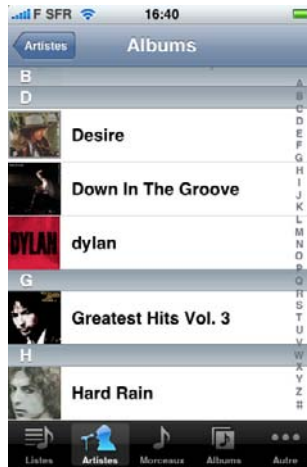 F SFR 16:40
Artistes Albums
B
D
Desire
Down In The Groove
DYLAN dylan
G
Greatest Hits Vol. 3
H
Hard Rain
A
B
C
D
E
F
G
H
I
J
K
L
M
N
O
P
Q
R
S
T
U
V
W
X
Y
Z
#
Listes Artistes Morceaux Albums Autre